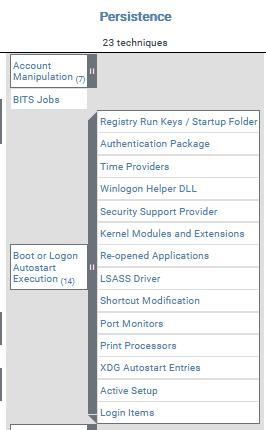 Persistence
23 techniques
Account
Manipulation (7)
BITS Jobs
Boot or Logon
Autostart
Execution (14)
Registry Run Keys / Startup Folder
Authentication Package
Time Providers
Winlogon Helper DLL
Security Support Provider
Kernel Modules and Extensions
Re-opened Applications
LSASS Driver
Shortcut Modification
Port Monitors
Print Processors
XDG Autostart Entries
Active Setup
Login Items